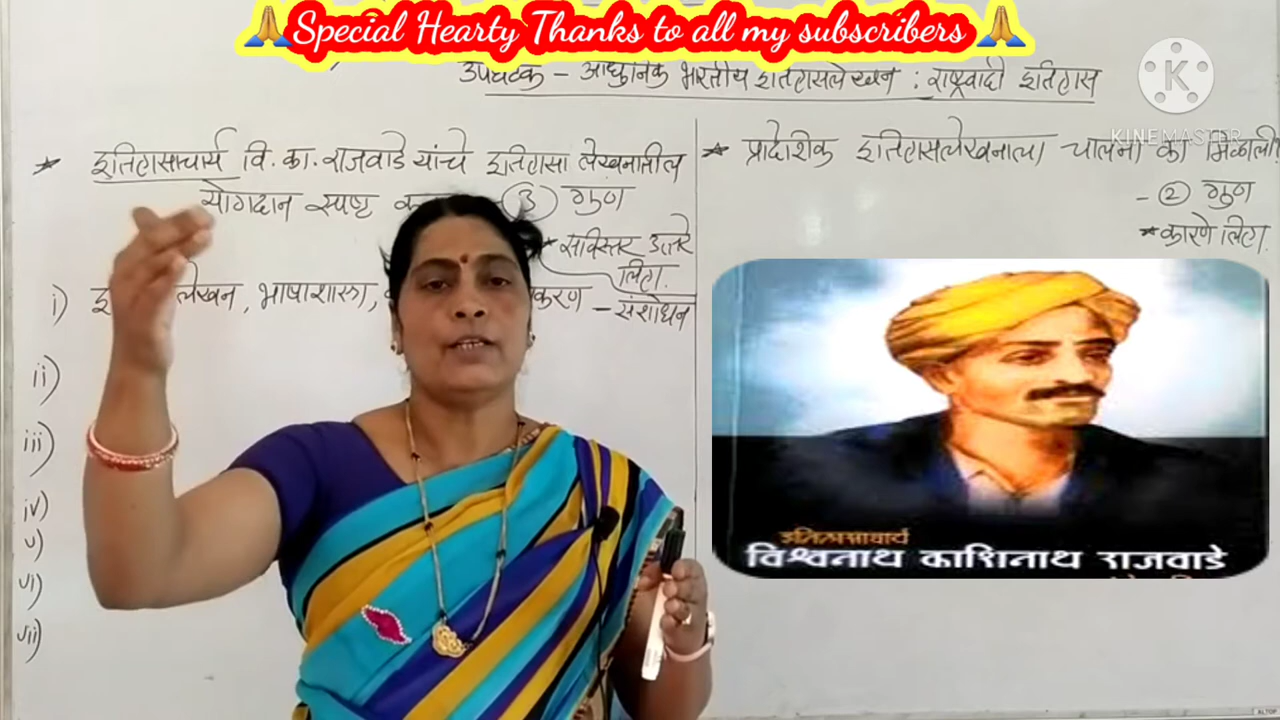 🙏Special Hearty Thanks to all my subscribers🙏
उपघटक – आधुनिक भारतीय इतिहासलेखन : राष्ट्रवादी इतिहास
K
KINEMASTER
* इतिहासाचार्य वि. का. राजवाडे यांचे इतिहास लेखनातील
योगदान स्पष्ट ③ गुण
* सविस्तर उत्तरे
लिहा.
i) लेखन, भाषाशास्त्र, – संशोधन
ii)
iii)
iv)
v)
vi)
vii)
* प्रादेशिक इतिहासलेखनाला चालना का मिळाली
– ② गुण
* कारणे लिहा.
इतिहासाचार्य
विश्वनाथ काशिनाथ राजवाडे